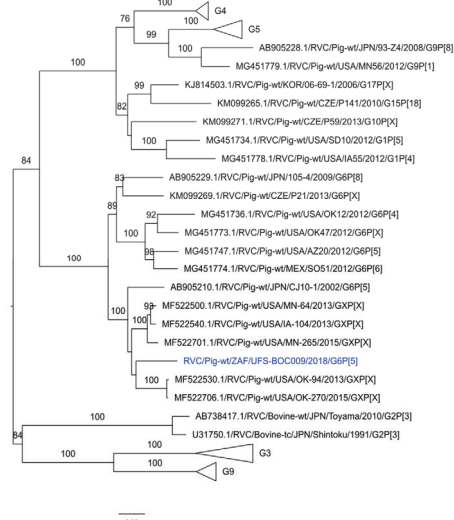 100
G4
76
G5
99
100
AB905228.1/RVC/Pig-wt/JPN/93-Z4/2008/G9P[8]
MG451779.1/RVC/Pig-wt/USA/MN56/2012/G9P[1]
100
99
KJ814503.1/RVC/Pig-wt/KOR/06-69-1/2006/G17P[X]
KM099265.1/RVC/Pig-wt/CZE/P141/2010/G15P[18]
82
KM099271.1/RVC/Pig-wt/CZE/P59/2013/G10P[X]
100
MG451734.1/RVC/Pig-wt/USA/SD10/2012/G1P[5]
MG451778.1/RVC/Pig-wt/USA/IA55/2012/G1P[4]
84
83
AB905229.1/RVC/Pig-wt/JPN/105-4/2009/G6P[8]
KM099269.1/RVC/Pig-wt/CZE/P21/2013/G6P[X]
89
92
MG451736.1/RVC/Pig-wt/USA/OK12/2012/G6P[4]
100
MG451773.1/RVC/Pig-wt/USA/OK47/2012/G6P[X]
98
MG451747.1/RVC/Pig-wt/USA/AZ20/2012/G6P[5]
MG451774.1/RVC/Pig-wt/MEX/SO51/2012/G6P[6]
100
AB905210.1/RVC/Pig-wt/JPN/CJ10-1/2002/G6P[5]
93
MF522500.1/RVC/Pig-wt/USA/MN-64/2013/GXP[X]
100
100
MF522540.1/RVC/Pig-wt/USA/IA-104/2013/GXP[X]
MF522701.1/RVC/Pig-wt/USA/MN-265/2015/GXP[X]
RVC/Pig-wt/ZAF/UFS-BOC009/2018/G6P[5]
100
MF522530.1/RVC/Pig-wt/USA/OK-94/2013/GXP[X]
MF522706.1/RVC/Pig-wt/USA/OK-270/2015/GXP[X]
100
AB738417.1/RVC/Bovine-wt/JPN/Toyama/2010/G2P[3]
84
U31750.1/RVC/Bovine-tc/JPN/Shintoku/1991/G2P[3]
100
G3
100
100
G9